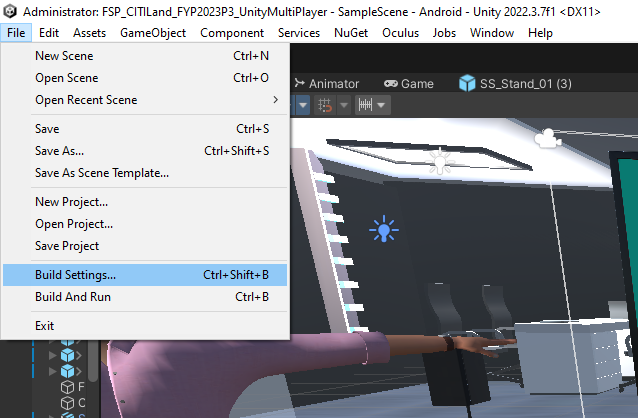 Administrator: FSP_CITILand_FYP2023P3_UnityMultiPlayer - SampleScene - Android - Unity 2022.3.7f1 <DX11>
File Edit Assets GameObject Component Services NuGet Oculus Jobs Window Help
New Scene Ctrl+N
Open Scene Ctrl+O
Open Recent Scene
Save Ctrl+S
Save As... Ctrl+Shift+S
Save As Scene Template...
New Project...
Open Project...
Save Project
Build Settings... Ctrl+Shift+B
Build And Run Ctrl+B
Exit
Animator Game SS_Stand_01 (3)
F
C